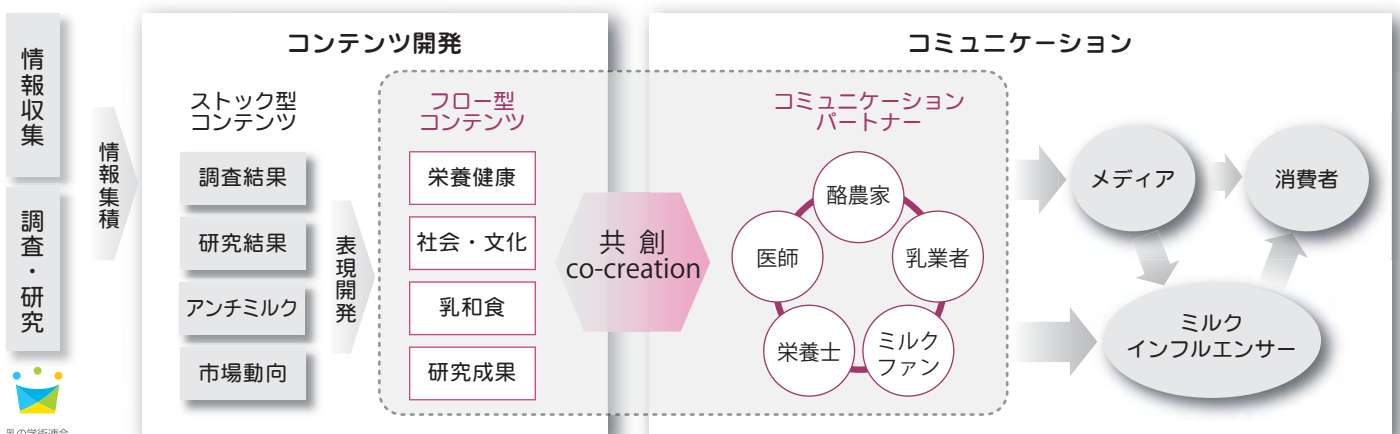 情報収集
調査・研究
乳の学術連合
情報集積
コンテンツ開発
ストック型
コンテンツ
調査結果
研究結果
アンチミルク
市場動向
表現開発
フロー型
コンテンツ
栄養健康
社会・文化
乳和食
研究成果
共創
co-creation
コミュニケーション
コミュニケーション
パートナー
酪農家
医師
乳業者
栄養士
ミルク
ファン
メディア
消費者
ミルク
インフルエンサー